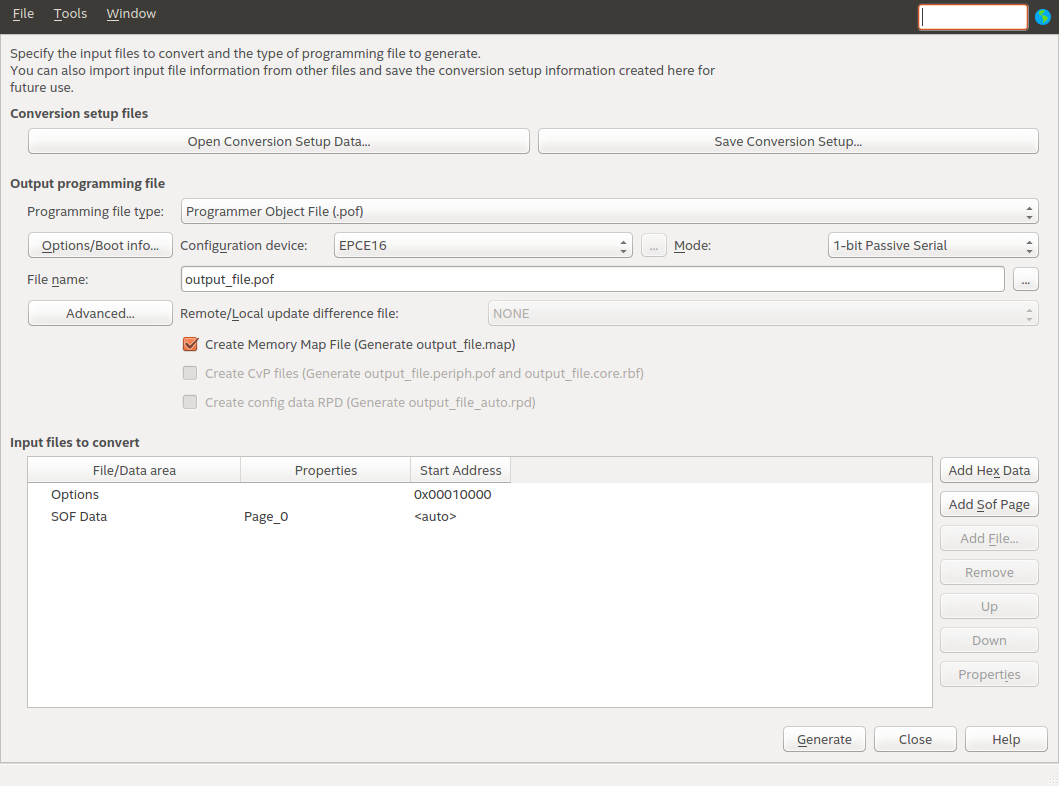 File Tools Window
Specify the input files to convert and the type of programming file to generate.
You can also import input file information from other files and save the conversion setup information created here for
future use.
Conversion setup files
Open Conversion Setup Data... Save Conversion Setup...
Output programming file
Programming file type: Programmer Object File (.pof)
Options/Boot info... Configuration device: EPCE16 ... Mode: 1-bit Passive Serial
File name: output_file.pof ...
Advanced... Remote/Local update difference file: NONE
Create Memory Map File (Generate output_file.map)
Create CvP files (Generate output_file.periph.pof and output_file.core.rbf)
Create config data RPD (Generate output_file_auto.rpd)
Input files to convert
File/Data area Properties Start Address Add Hex Data
Options 0x00010000
SOF Data Page_0 <auto> Add Sof Page
Add File...
Remove
Up
Down
Properties
Generate Close Help